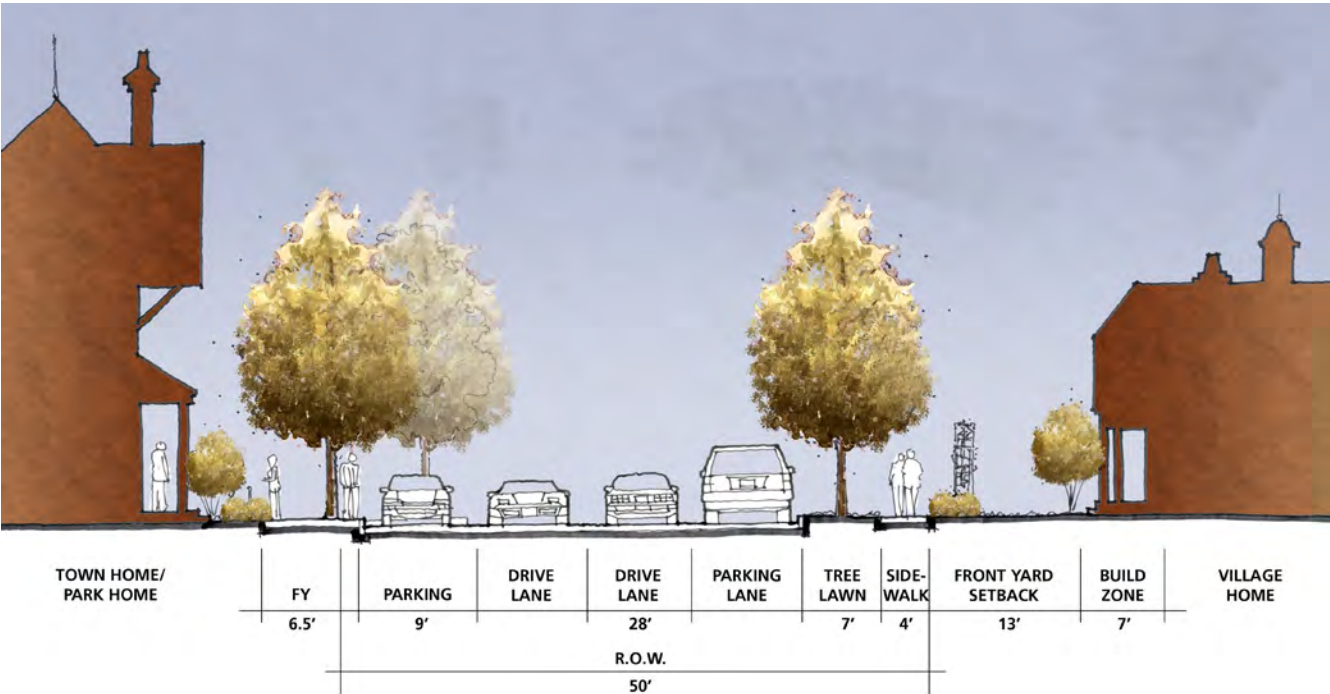 TOWN HOME/
PARK HOME
FY
PARKING
DRIVE
LANE
DRIVE
LANE
PARKING
LANE
TREE
LAWN
SIDE-
WALK
FRONT YARD
SETBACK
BUILD
ZONE
VILLAGE
HOME
6.5'
9'
28'
7'
4'
13'
7'
R.O.W.
50'